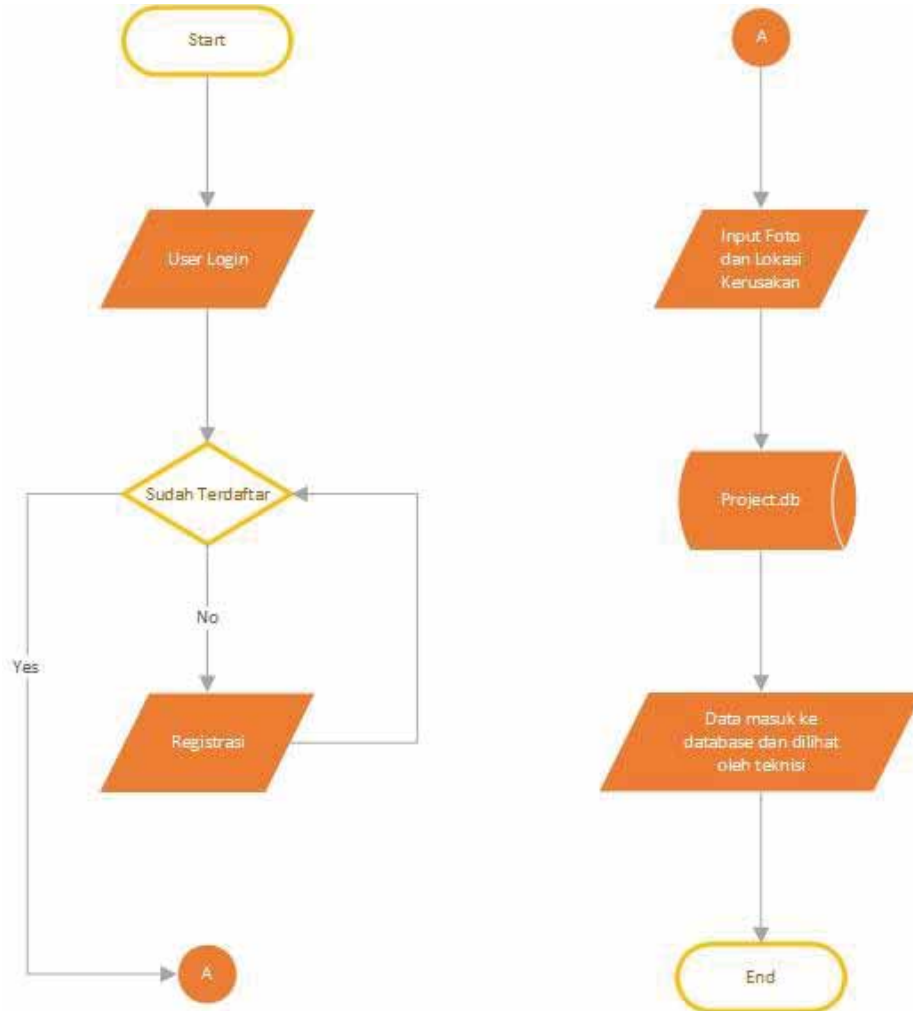 Start
User Login
Sudah Terdaftar
No
Yes
Registrasi
A
A
Input Foto
dan Lokasi
Kerusakan
Project.db
Data masuk ke
database dan dilihat
oleh teknisi
End